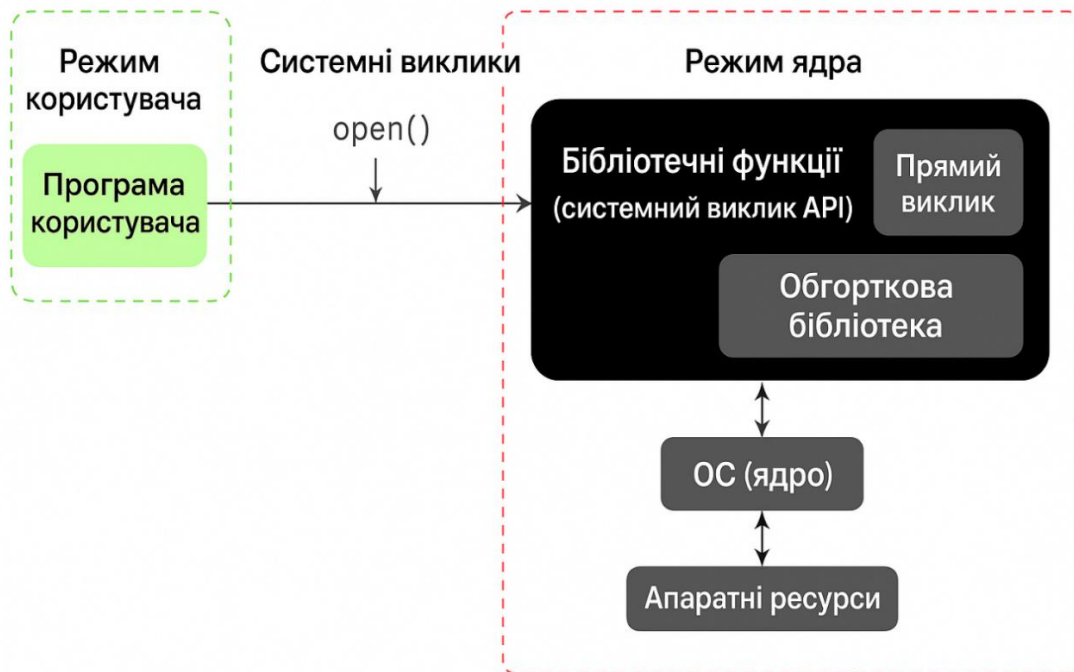 Режим
користувача
Програма
користувача
Системні виклики
open()
Режим ядра
Бібліотечні функції
(системний виклик API)
Прямий
виклик
Обгорткова
бібліотека
ОС (ядро)
Апаратні ресурси